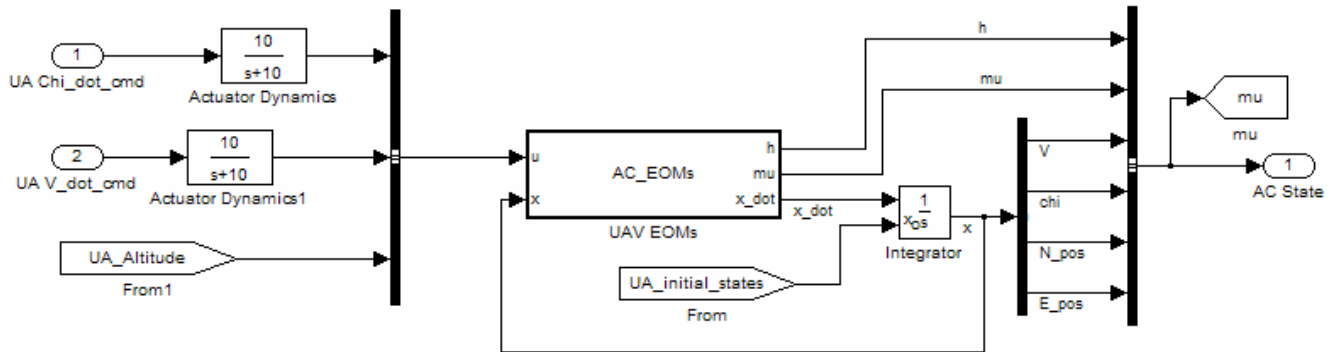 1
UA Chi_dot_cmd
10
s+10
Actuator Dynamics
2
UA V_dot_cmd
10
s+10
Actuator Dynamics1
UA_Altitude
From1
u
x
AC_EOMs
h
mu
x_dot
UAV EOMs
x_dot
UA_initial_states
From
xo
1
s
Integrator
x
h
mu
V
chi
N_pos
E_pos
mu
mu
1
AC State